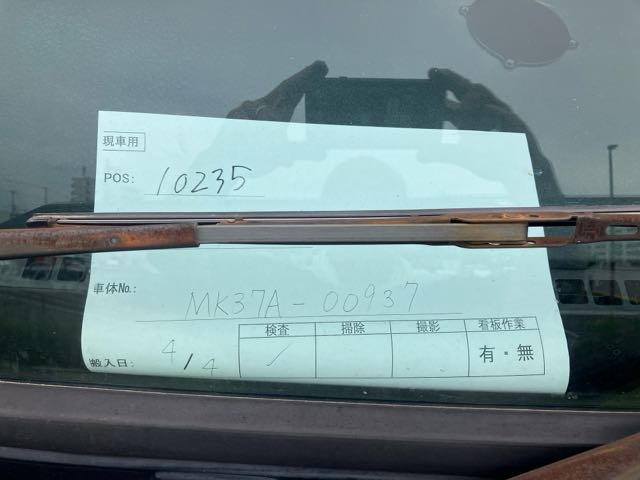 現車用
POS: 10235
車体No.: MK37A-00937
検査 掃除 撮影 看板作業
搬入日: 4/4 有・無